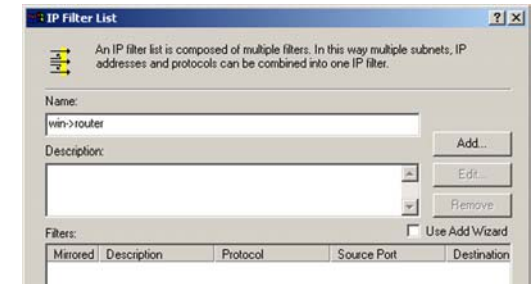 IP Filter List
An IP filter list is composed of multiple filters. In this way multiple subnets, IP
addresses and protocols can be combined into one IP filter.
Name:
win->router
Add...
Description:
Edit...
Remove
Filters:
Use Add Wizard
Mirrored Description Protocol Source Port Destination